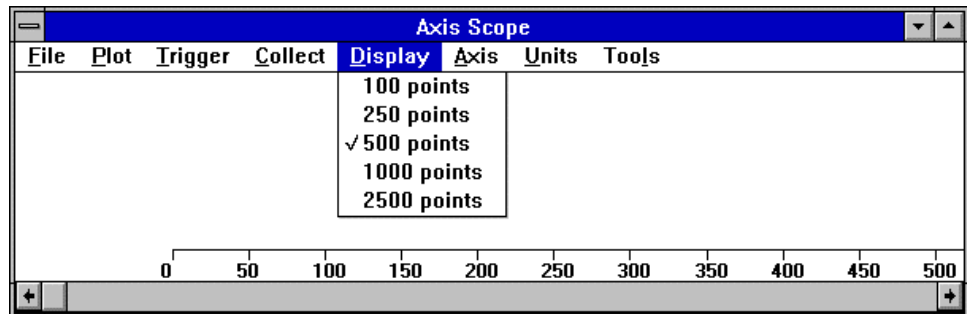 Axis Scope
File Plot Trigger Collect Display Axis Units Tools
100 points
250 points
√ 500 points
1000 points
2500 points
0 50 100 150 200 250 300 350 400 450 500